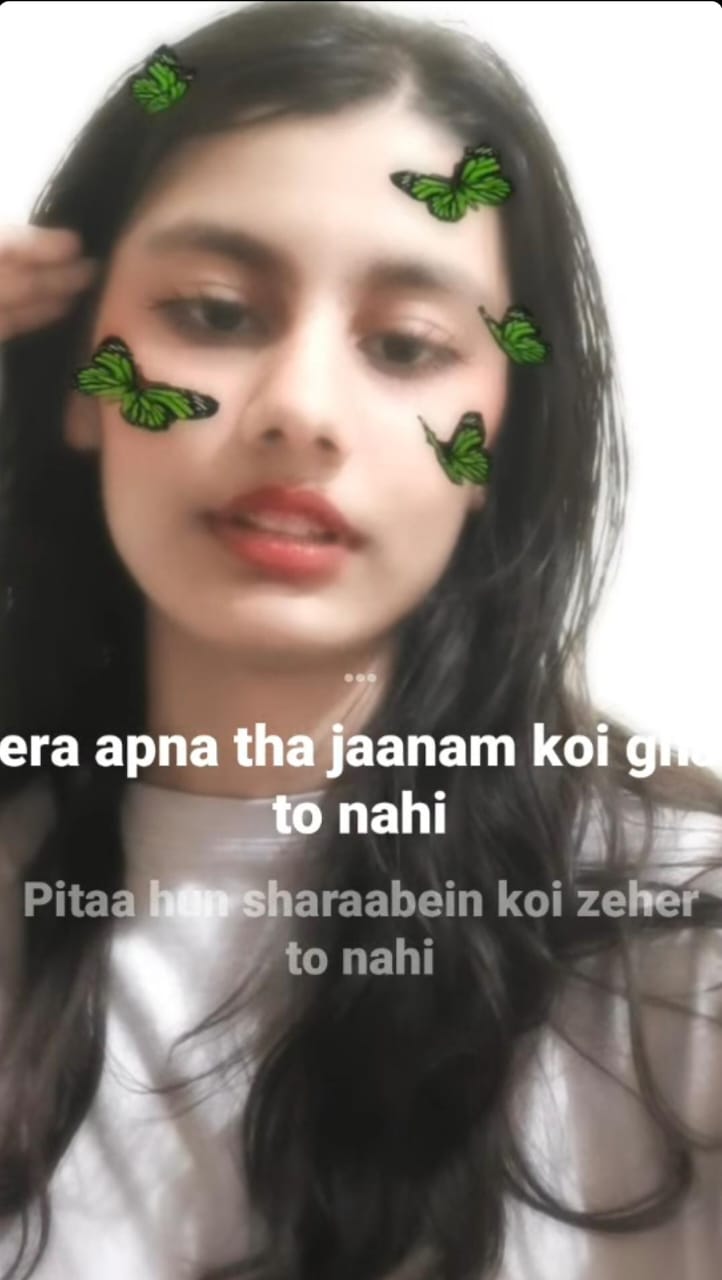 era apna tha jaanam koi
to nahi
Pitaa hun sharaabein koi zeher
to nahi